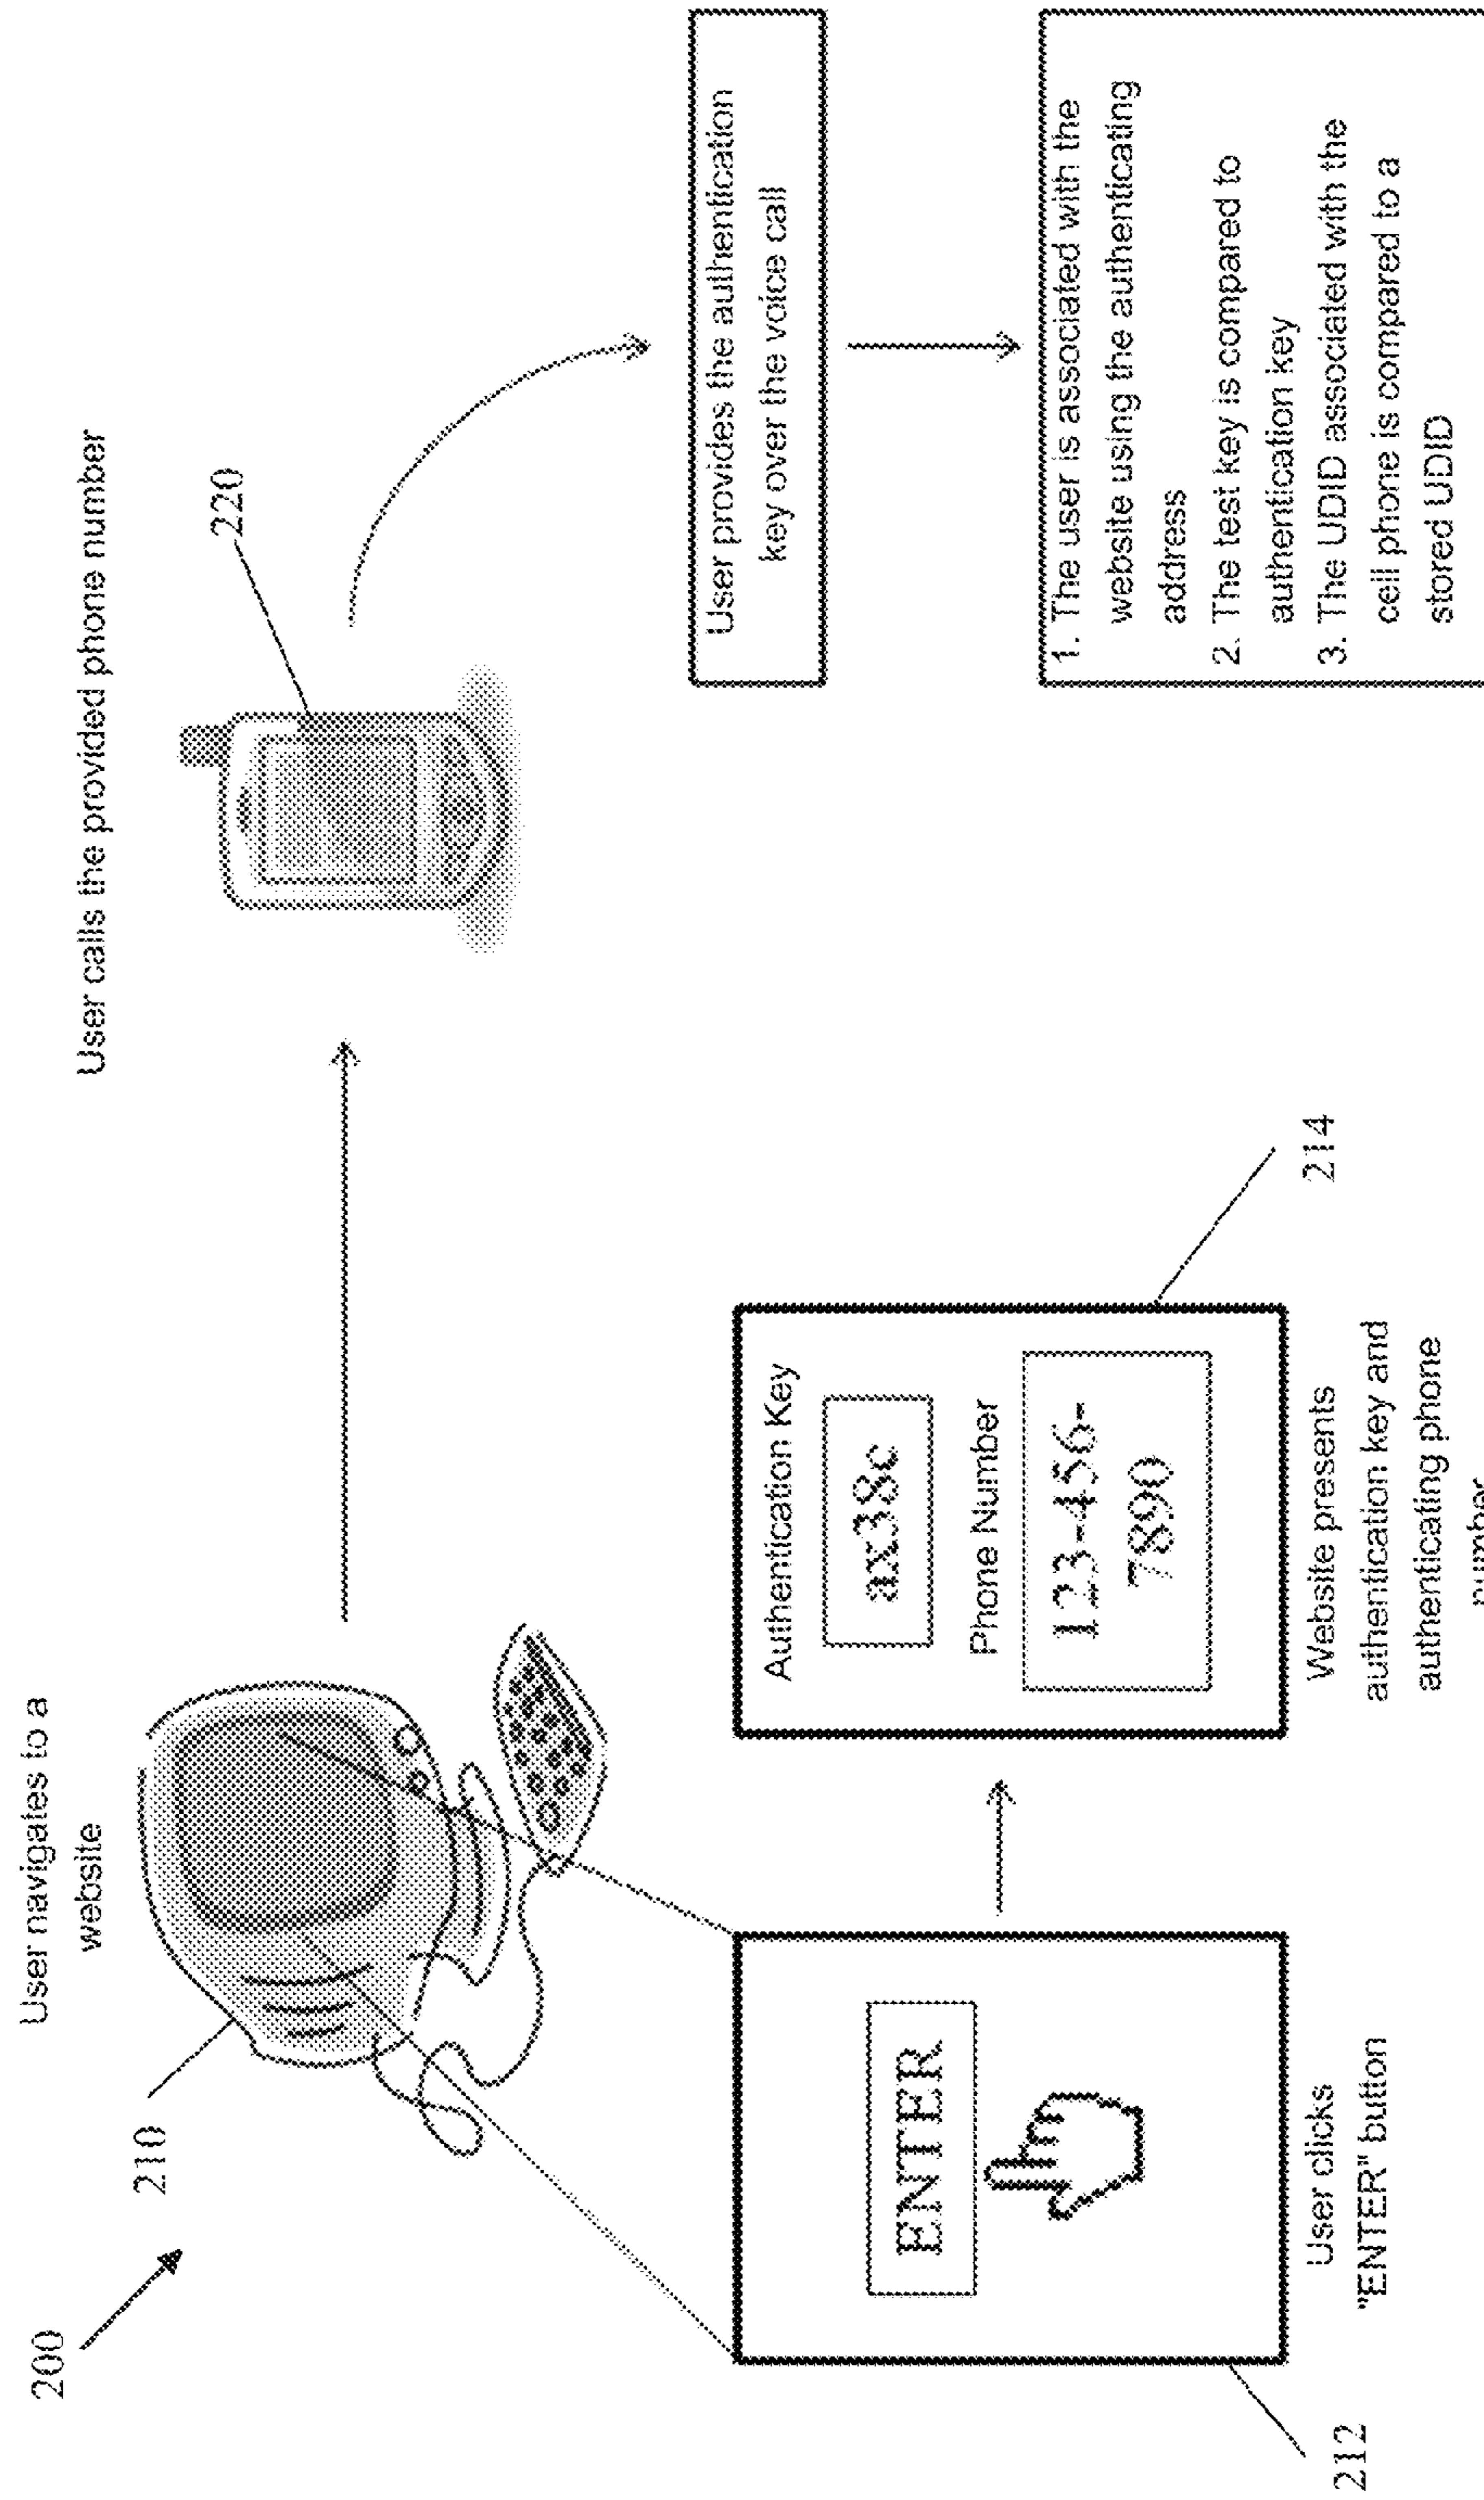 200
210
User navigates to a
website
User calls the provided phone number
220
ENTER
User clicks
"ENTER" button
212
Authentication Key
ax38c
Phone Number
123-456-
7890
214
Website presents
authentication key and
authenticating phone
number
User provides the authentication
key over the voice call
1. The user is associated with the
website using the authenticating
address
2. The test key is compared to
authentication key
3. The UDID associated with the
cell phone is compared to a
stored UDID